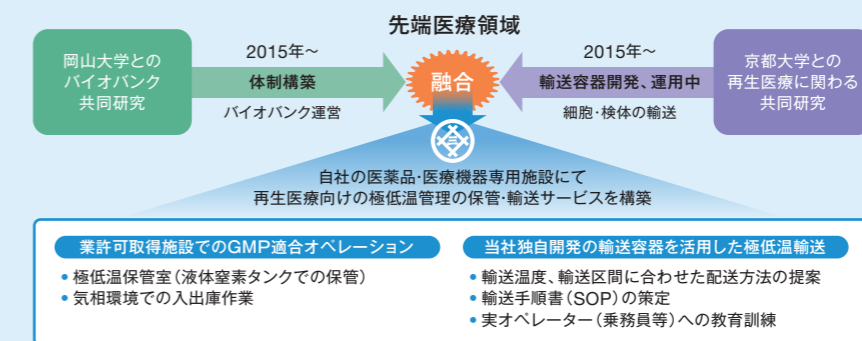 先端医療領域
岡山大学との
バイオバンク
共同研究
2015年～
体制構築
バイオバンク運営
融合
2015年～
輸送容器開発、運用中
細胞・検体の輸送
京都大学との
再生医療に関わる
共同研究
自社の医薬品・医療機器専用施設にて
再生医療向けの極低温管理の保管・輸送サービスを構築
業許可取得施設でのGMP適合オペレーション
• 極低温保管室（液体窒素タンクでの保管）
• 気相環境での入出庫作業
当社独自開発の輸送容器を活用した極低温輸送
• 輸送温度、輸送区間に合わせた配送方法の提案
• 輸送手順書（SOP）の策定
• 実オペレーター（乗務員等）への教育訓練